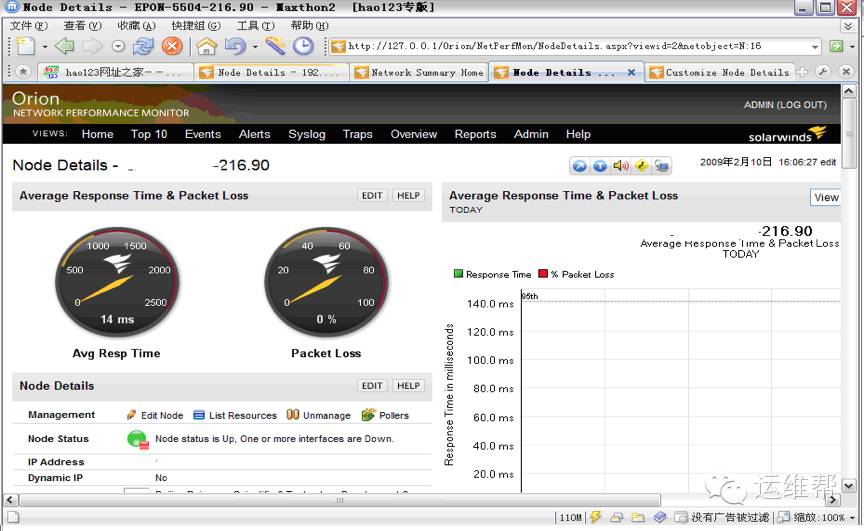 Node Details - EPON-5504-216.90 - Maxthon2 [hao123专版]
文件(F) 查看(V) 收藏(A) 快捷组(G) 工具(T) 帮助(H)
http://127.0.0.1/Orion/NetPerfMon/NodeDetails.aspx?viewid=2&netobject=N:16
hao123网址之家－－... Node Details - 192.... Network Summary Home Node Details ... Customize Node Details
Orion
NETWORK PERFORMANCE MONITOR
ADMIN (LOG OUT)
VIEWS: Home Top 10 Events Alerts Syslog Traps Overview Reports Admin Help
solarwinds
Node Details - -216.90
2009年2月10日 16:06:27 edit
Average Response Time & Packet Loss EDIT HELP
500 1000 1500 2000 2500 0
14 ms
Avg Resp Time
0 20 40 60 80 100
0 %
Packet Loss
Average Response Time & Packet Loss
TODAY
View
-216.90
Average Response Time & Packet Loss
TODAY
Response Time % Packet Loss
06th
Response Time in milliseconds
140.0 ms
120.0 ms
100.0 ms
80.0 ms
60.0 ms
40.0 ms
20.0 ms
Node Details EDIT HELP
Management Edit Node List Resources Unmanage Pollers
Node Status Node status is Up, One or more interfaces are Down.
IP Address
Dynamic IP No
运维帮
110M 没有广告被过滤 缩放:100%